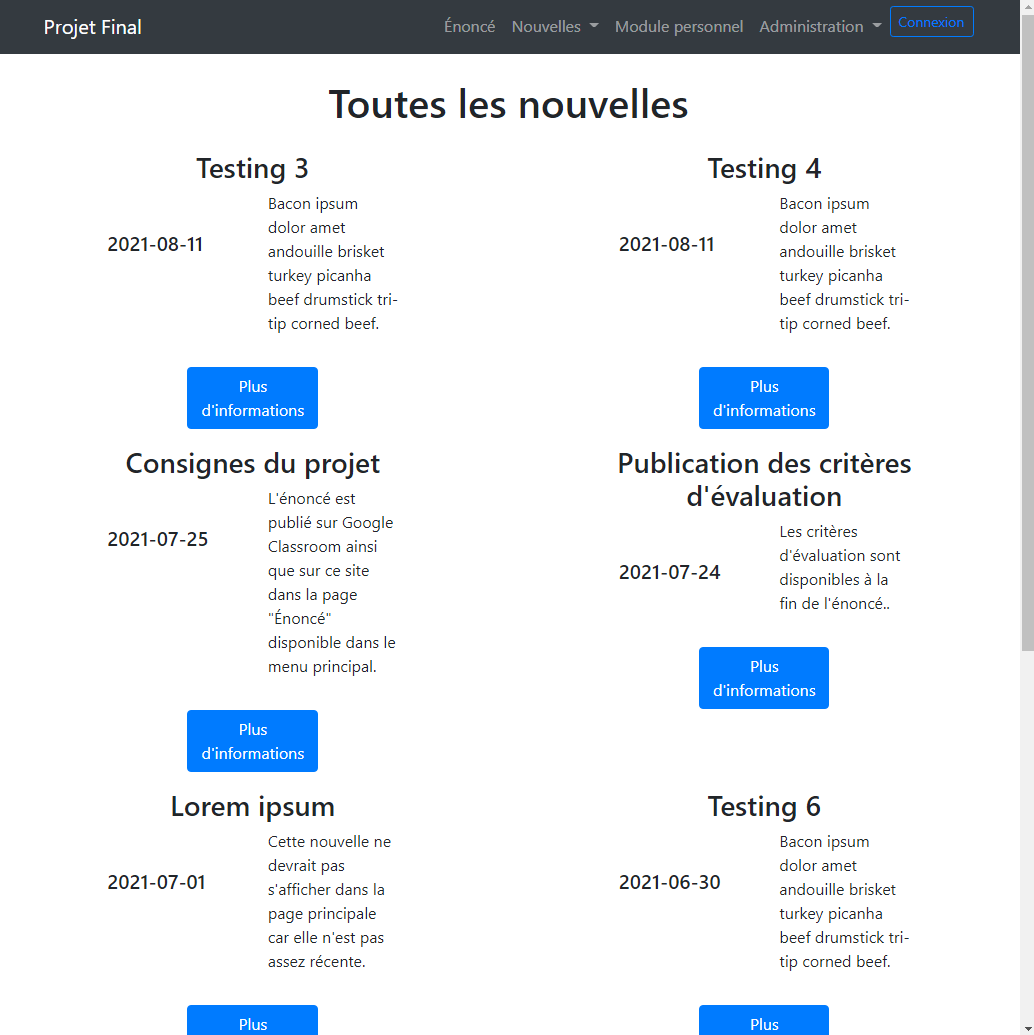 Projet Final
Énoncé
Nouvelles
Module personnel
Administration
Connexion
Toutes les nouvelles
Testing 3
2021-08-11
Bacon ipsum
dolor amet
andouille brisket
turkey picanha
beef drumstick tri-
tip corned beef.
Plus
d'informations
Testing 4
2021-08-11
Bacon ipsum
dolor amet
andouille brisket
turkey picanha
beef drumstick tri-
tip corned beef.
Plus
d'informations
Consignes du projet
2021-07-25
L'énoncé est
publié sur Google
Classroom ainsi
que sur ce site
dans la page
"Énoncé"
disponible dans le
menu principal.
Plus
d'informations
Publication des critères
d'évaluation
2021-07-24
Les critères
d'évaluation sont
disponibles à la
fin de l'énoncé..
Plus
d'informations
Lorem ipsum
2021-07-01
Cette nouvelle ne
devrait pas
s'afficher dans la
page principale
car elle n'est pas
assez récente.
Plus
Testing 6
2021-06-30
Bacon ipsum
dolor amet
andouille brisket
turkey picanha
beef drumstick tri-
tip corned beef.
Plus